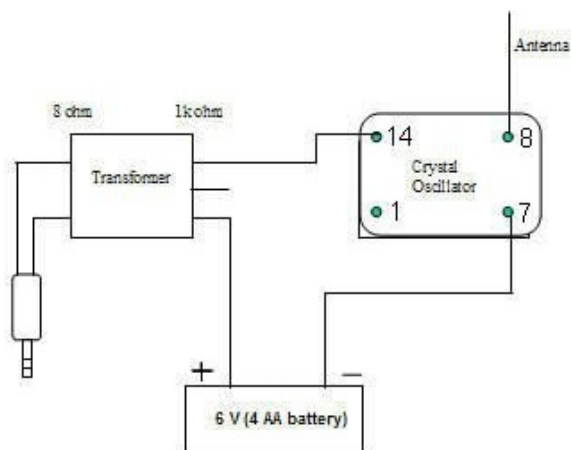 Antenna
8 ohm
1k ohm
14
8
Transformer
Crystal
Oscillator
1
7
+
–
6 V (4 AA battery)